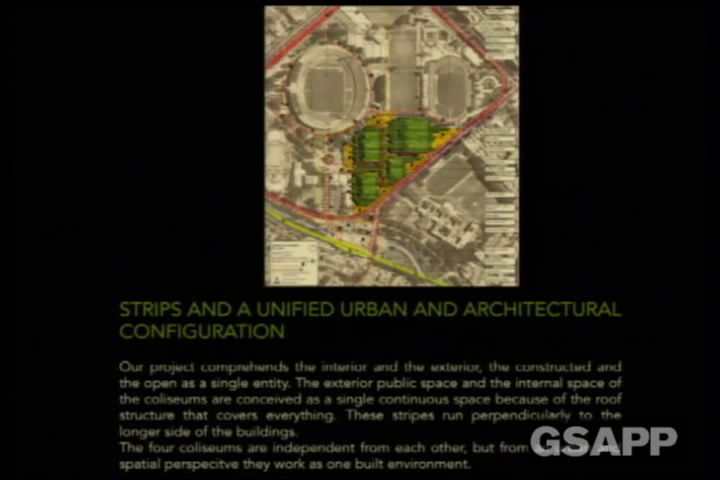 STRIPS AND A UNIFIED URBAN AND ARCHITECTURAL
CONFIGURATION
Our project comprehends the interior and the exterior, the constructed and
the open as a single entity. The exterior public space and the internal space of
the coliseums are conceived as a single continuous space because of the roof
structure that covers everything. These stripes run perpendicularly to the
longer side of the buildings.
The four coliseums are independent from each other, but from
spatial perspecitve they work as one built environment.
GSAPP